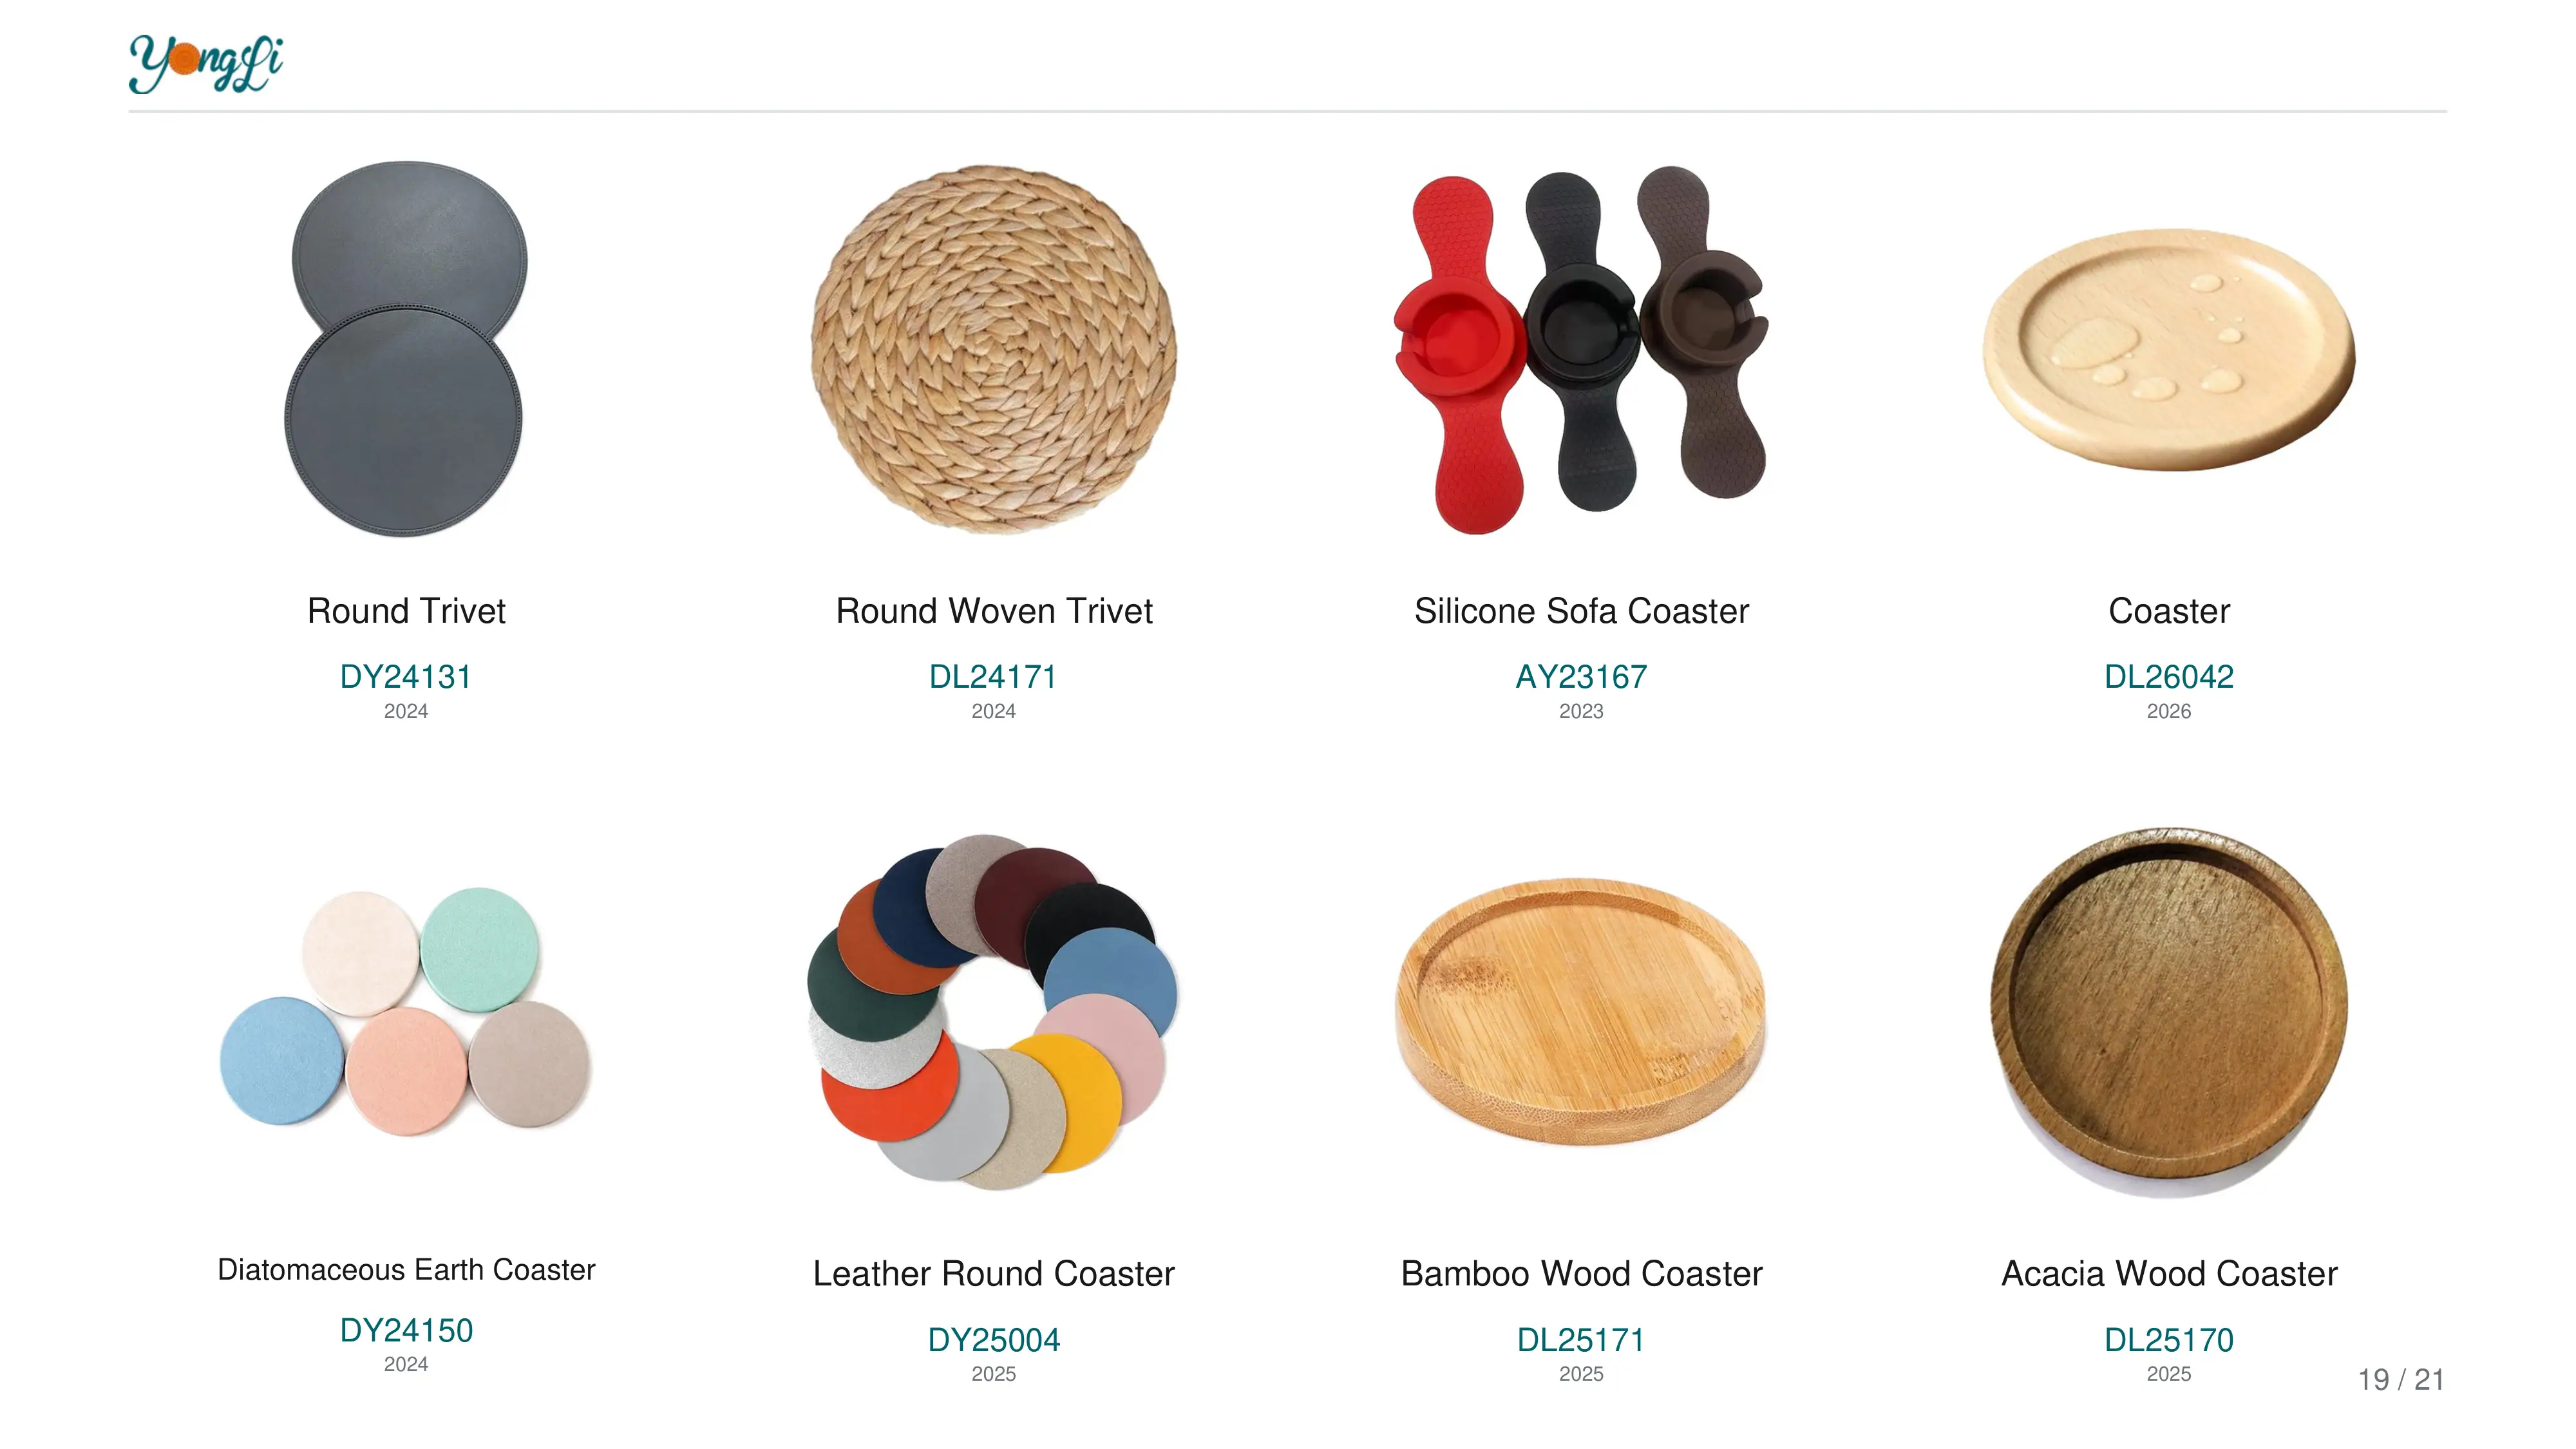 YongLi
Round Trivet
DY24131
2024
Round Woven Trivet
DL24171
2024
Silicone Sofa Coaster
AY23167
2023
Coaster
DL26042
2026
Diatomaceous Earth Coaster
DY24150
2024
Leather Round Coaster
DY25004
2025
Bamboo Wood Coaster
DL25171
2025
Acacia Wood Coaster
DL25170
2025
19 / 21